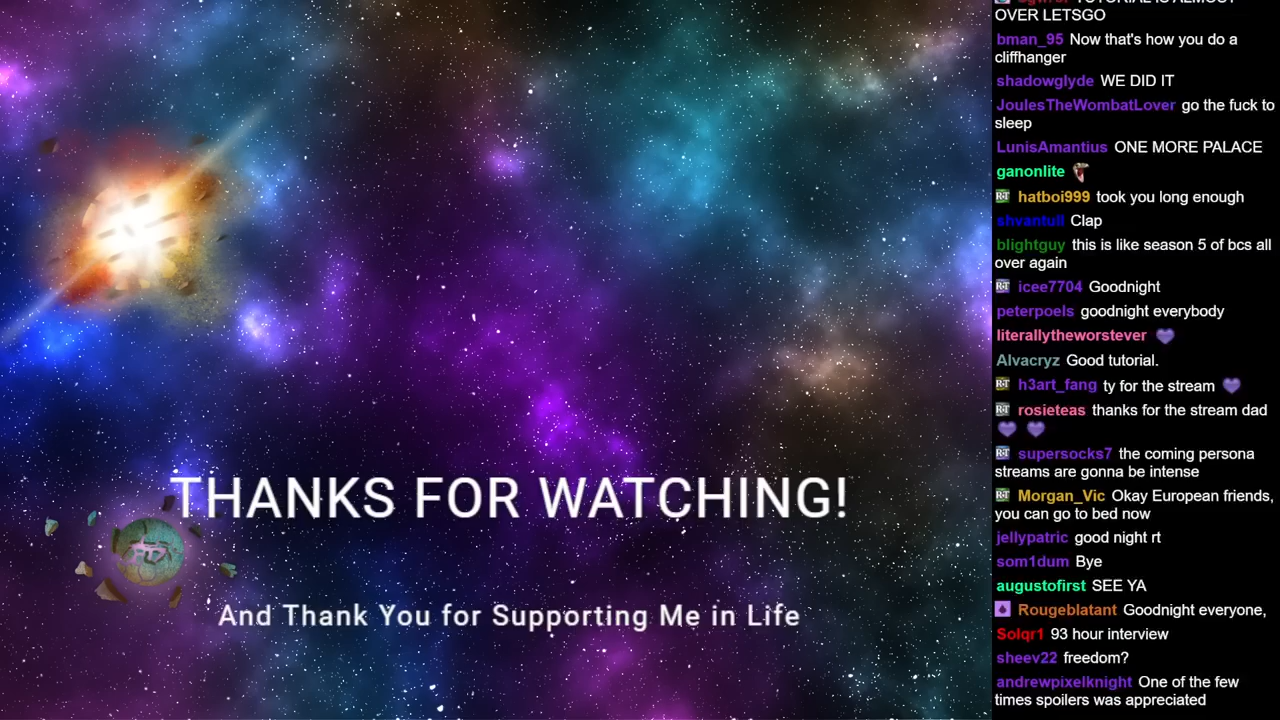 THANKS FOR WATCHING!
And Thank You for Supporting Me in Life
OVER LETSGO
bman_95 Now that's how you do a
cliffhanger
shadowglyde WE DID IT
JoulesTheWombatLover go the fuck to
sleep
LunisAmantius ONE MORE PALACE
ganonlite
RT hatboi999 took you long enough
shvantull Clap
blightguy this is like season 5 of bcs all
over again
RT icee7704 Goodnight
peterpoels goodnight everybody
literallytheworstever
Alvacryz Good tutorial.
RT h3art_fang ty for the stream
RT rosieteas thanks for the stream dad
RT supersocks7 the coming persona
streams are gonna be intense
RT Morgan_Vic Okay European friends,
you can go to bed now
jellypatric good night rt
som1dum Bye
augustofirst SEE YA
Rougeblatant Goodnight everyone,
Solqr1 93 hour interview
sheev22 freedom?
andrewpixelknight One of the few
times spoilers was appreciated